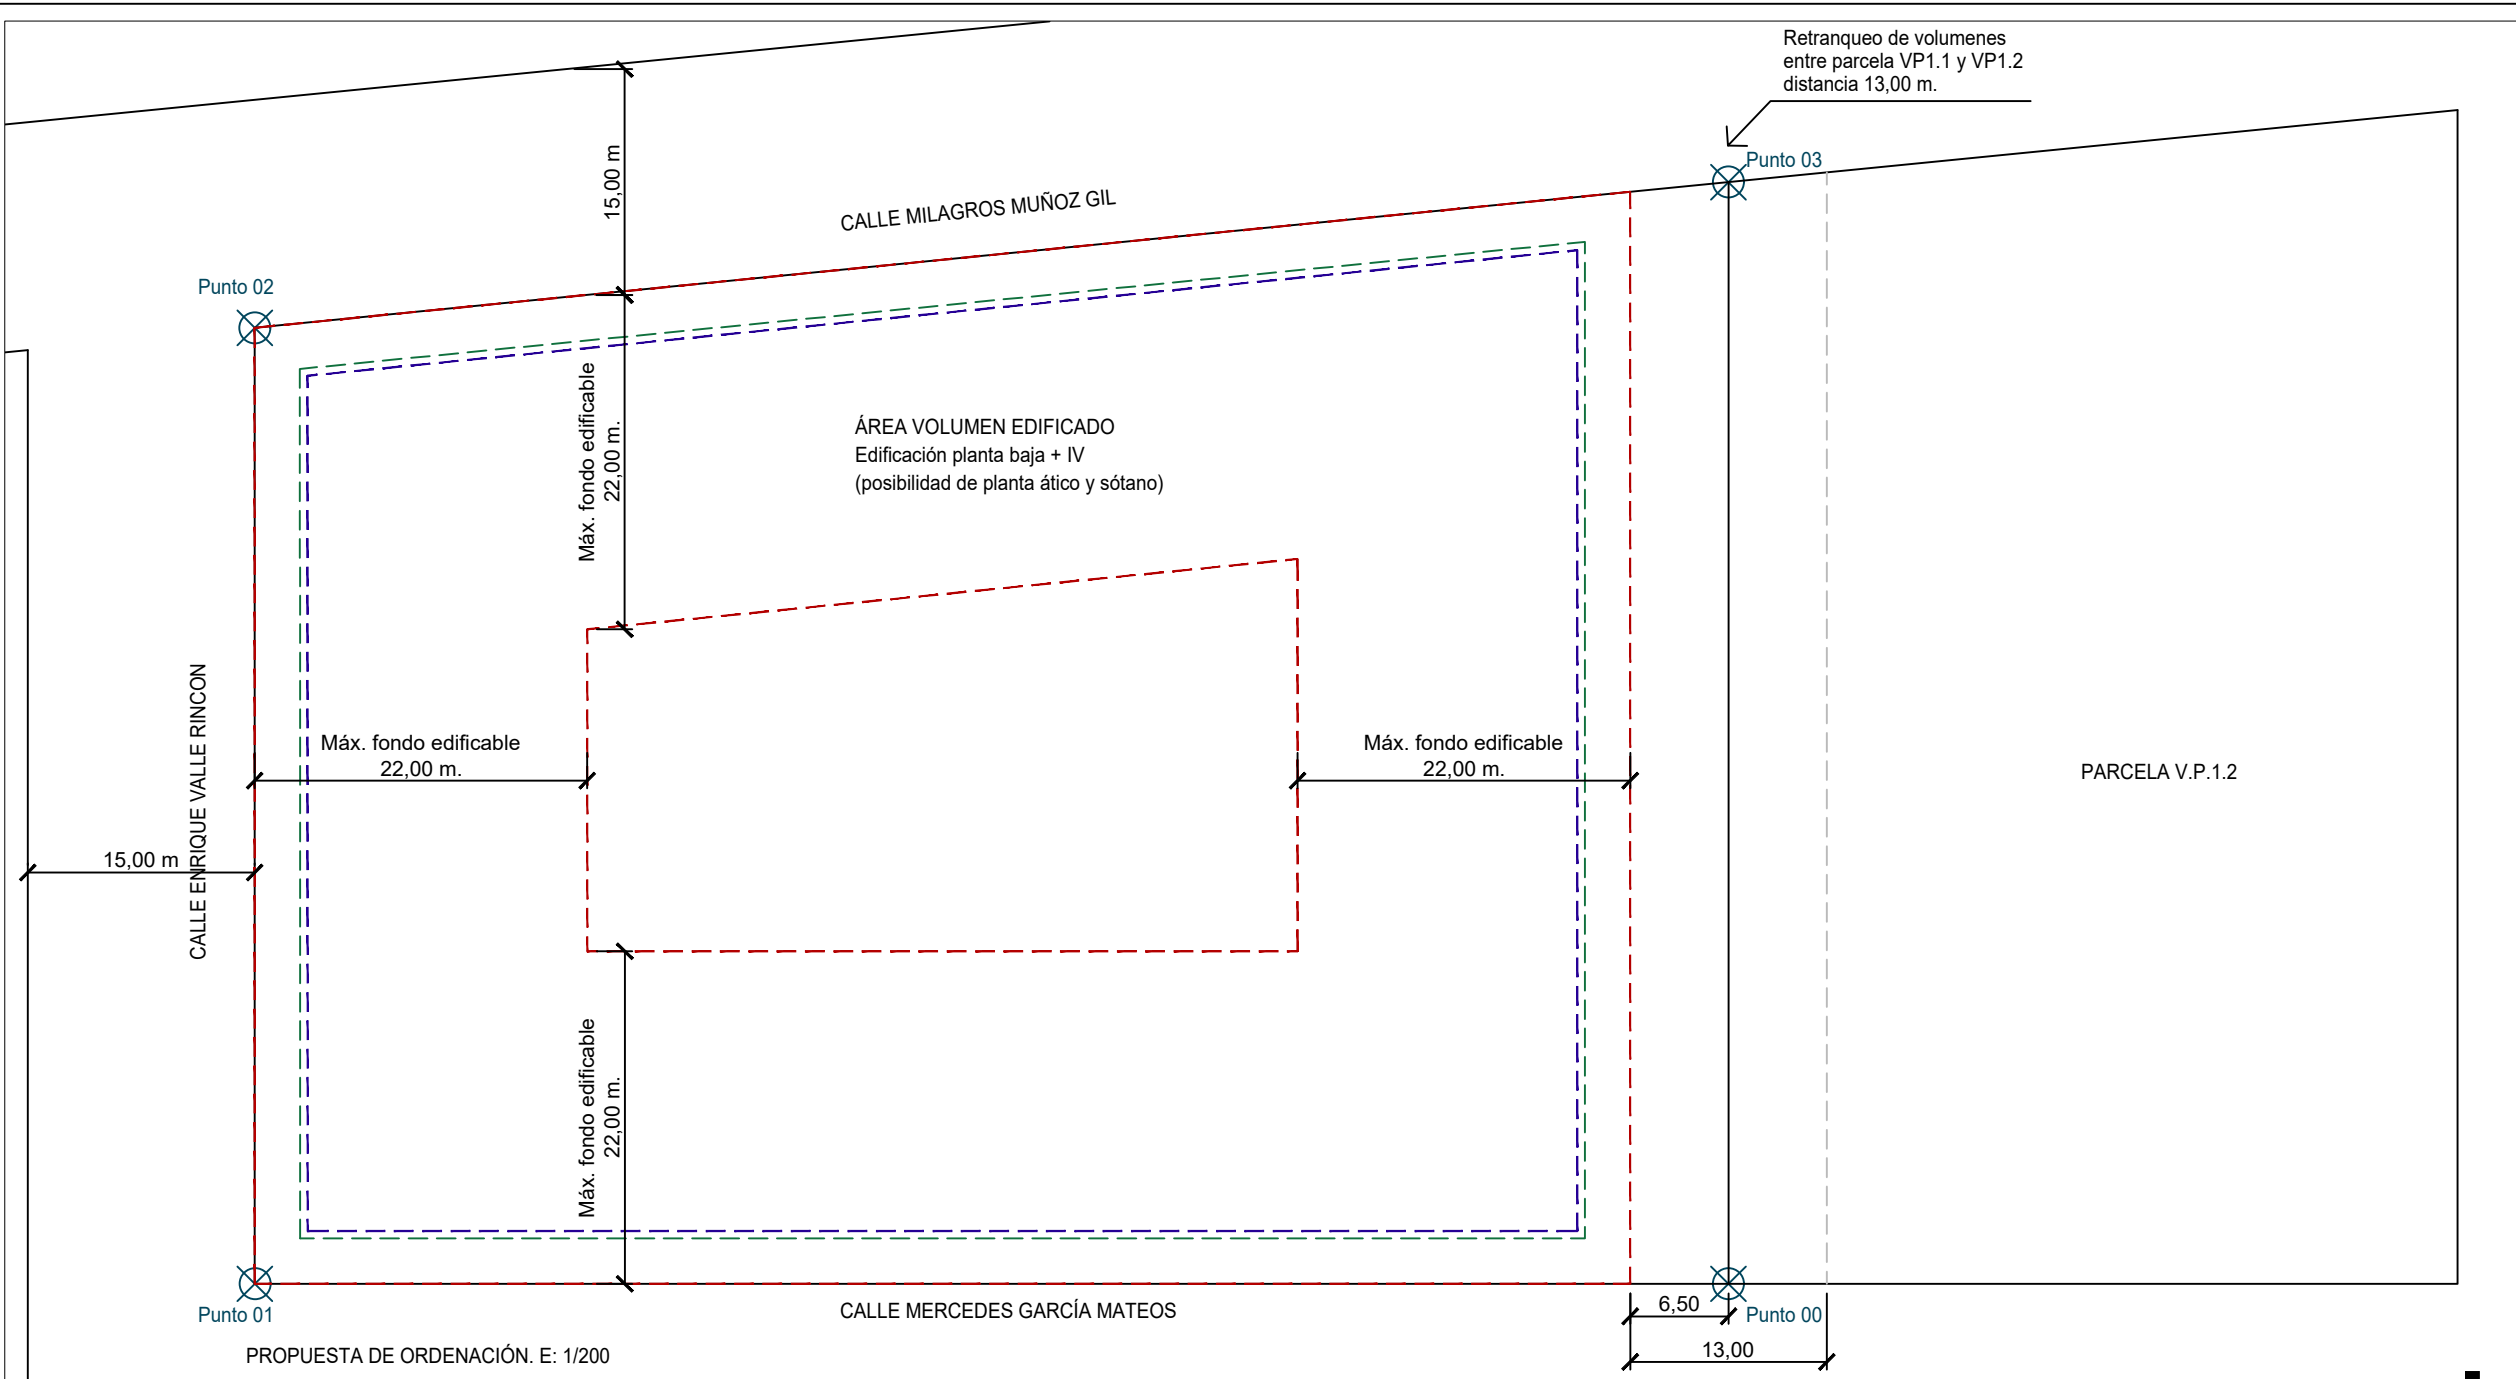 Retranqueo de volumenes
entre parcela VP1.1 y VP1.2
distancia 13,00 m.
Punto 03
15,00 m
CALLE MILAGROS MUÑOZ GIL
Punto 02
Máx. fondo edificable
22,00 m.
ÁREA VOLUMEN EDIFICADO
Edificación planta baja + IV
(posibilidad de planta ático y sótano)
CALLE ENRIQUE VALLE RINCON
Máx. fondo edificable
22,00 m.
Máx. fondo edificable
22,00 m.
PARCELA V.P.1.2
15,00 m
Máx. fondo edificable
22,00 m.
Punto 01
CALLE MERCEDES GARCÍA MATEOS
6,50
Punto 00
13,00
PROPUESTA DE ORDENACIÓN. E: 1/200